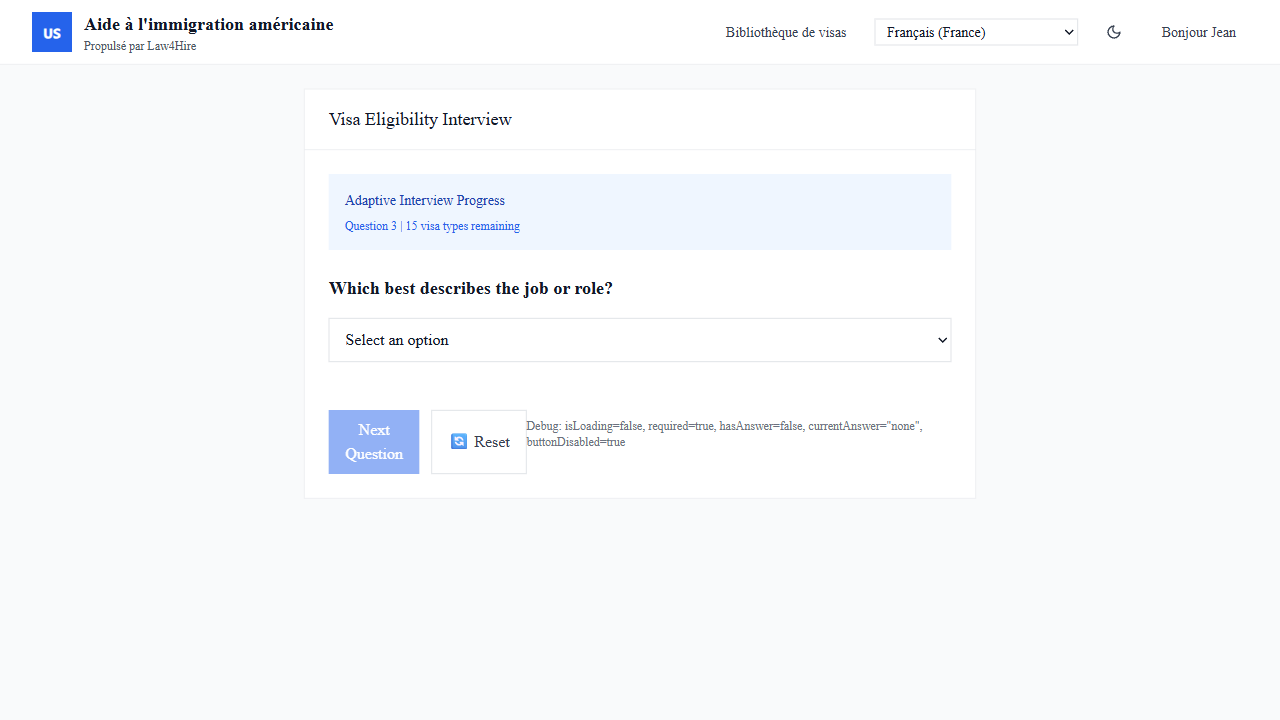 US
Aide à l'immigration américaine
Propulsé par Law4Hire
Bibliothèque de visas
Français (France)
Bonjour Jean
Visa Eligibility Interview
Adaptive Interview Progress
Question 3 | 15 visa types remaining
Which best describes the job or role?
Select an option
Next
Question
Reset
Debug: isLoading=false, required=true, hasAnswer=false, currentAnswer="none",
buttonDisabled=true